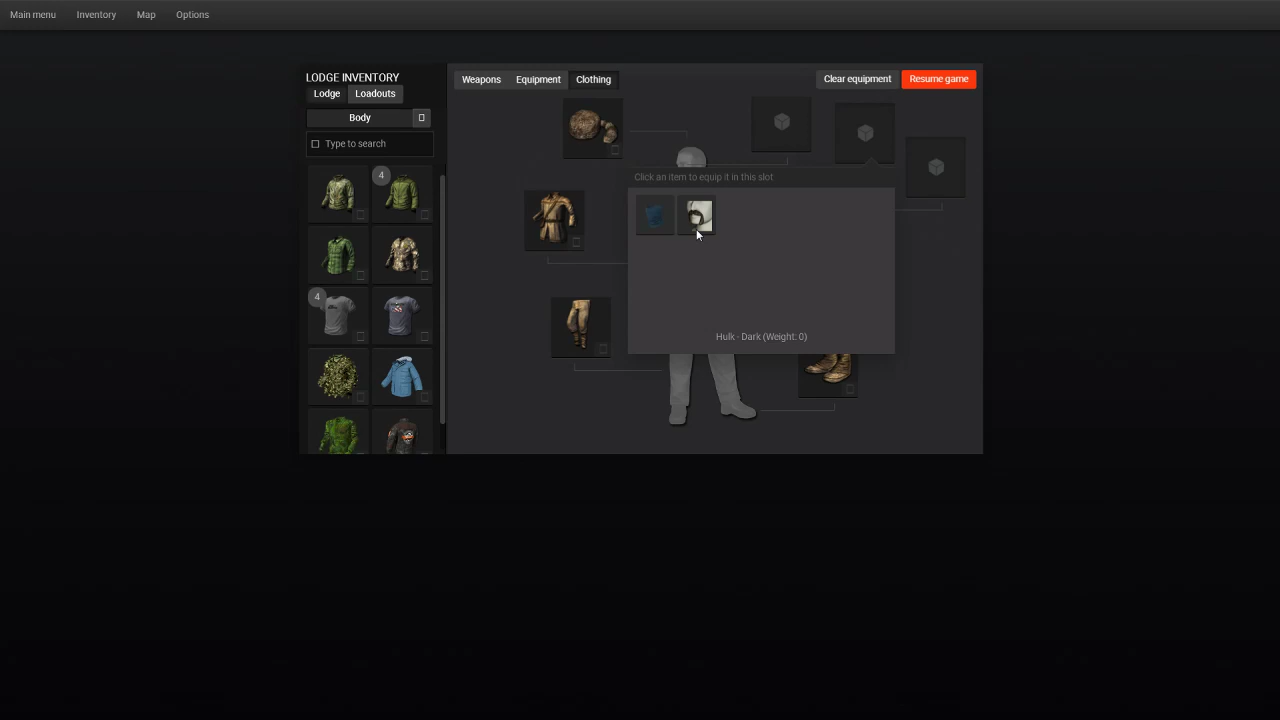 Main menu
Inventory
Map
Options
LODGE INVENTORY
Lodge
Loadouts
Body
Type to search
4
4
Weapons
Equipment
Clothing
Clear equipment
Resume game
Click an item to equip it in this slot
Hulk - Dark (Weight: 0)